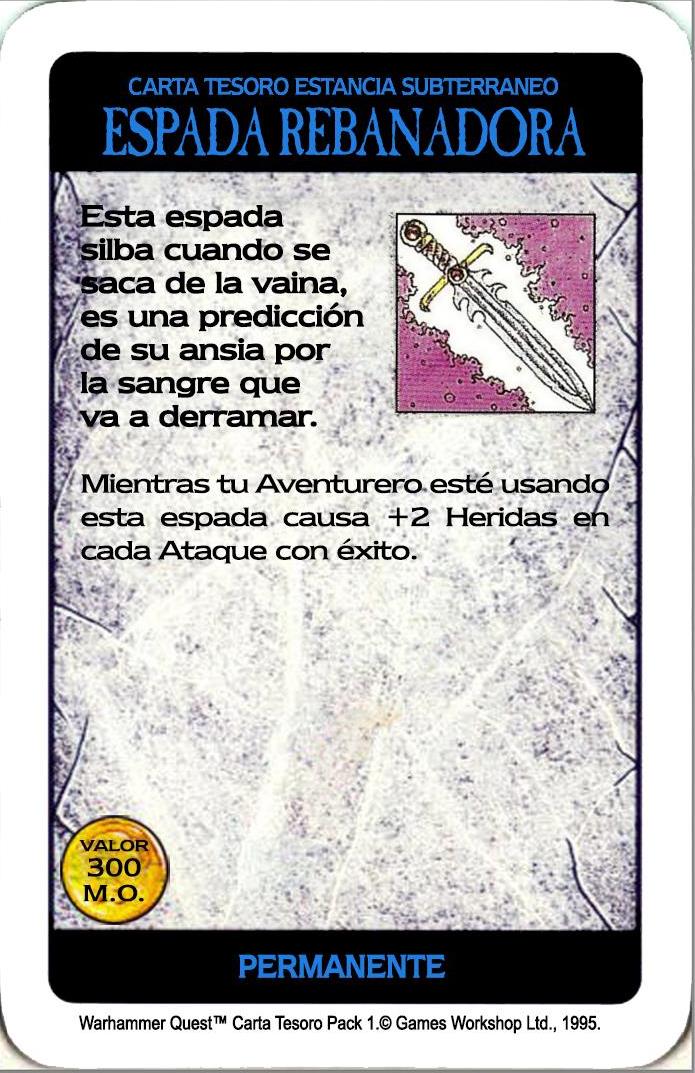 CARTA TESORO ESTANCIA SUBTERRANEO
ESPADA REBANADORA
Esta espada
silba cuando se
saca de la vaina,
es una predicción
de su ansia por
la sangre que
va a derramar.
Mientras tu Aventurero esté usando
esta espada causa +2 Heridas en
cada Ataque con éxito.
VALOR
300
M.O.
PERMANENTE
Warhammer Quest™ Carta Tesoro Pack 1.© Games Workshop Ltd., 1995.